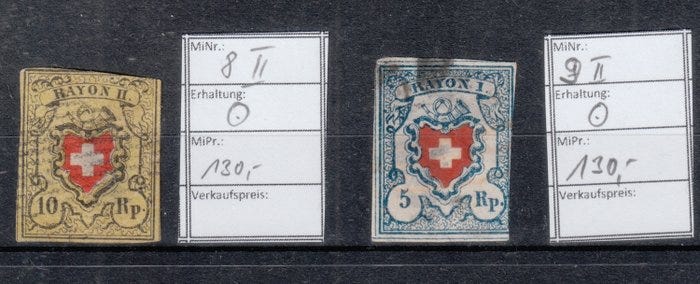 RAYON II.
10 Rp.
MiNr.: 8 II
Erhaltung:
MiPr.:
130,-
Verkaufspreis:
RAYON I.
5 Rp.
MiNr.:
9 II
Erhaltung:
MiPr.:
130,-
Verkaufspreis: